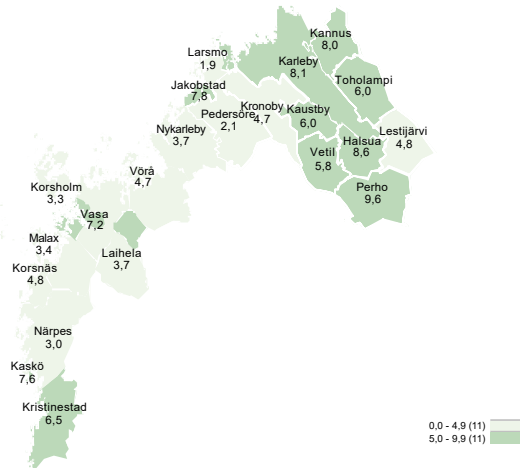 Kannus
8,0
Larsmo
1,9
Karleby
8,1
Jakobstad
7,8
Toholampi
6,0
Pedersöre
2,1
Kronoby
4,7
Kaustby
6,0
Nykarleby
3,7
Lestijärvi
4,8
Halsua
8,6
Vetil
5,8
Vörå
4,7
Perho
9,6
Korsholm
3,3
Vasa
7,2
Malax
3,4
Laihela
3,7
Korsnäs
4,8
Närpes
3,0
Kaskö
7,6
Kristinestad
6,5
0,0 - 4,9 (11)
5,0 - 9,9 (11)